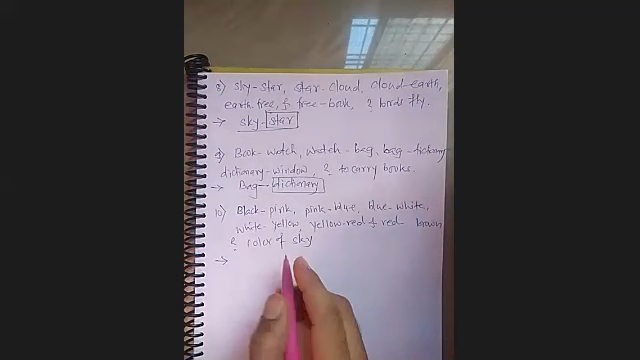 8) Sky-star, star-cloud, cloud-earth,
earth-tree, & tree-book, ? birds fly.
→ sky-star
9) Book-watch, watch-bag, bag-dictionary
dictionary-window, ? to carry books.
→ Bag-dictionary
10) Black-pink, pink-blue, blue-white,
white-yellow, yellow-red & red brown
? color of sky
→